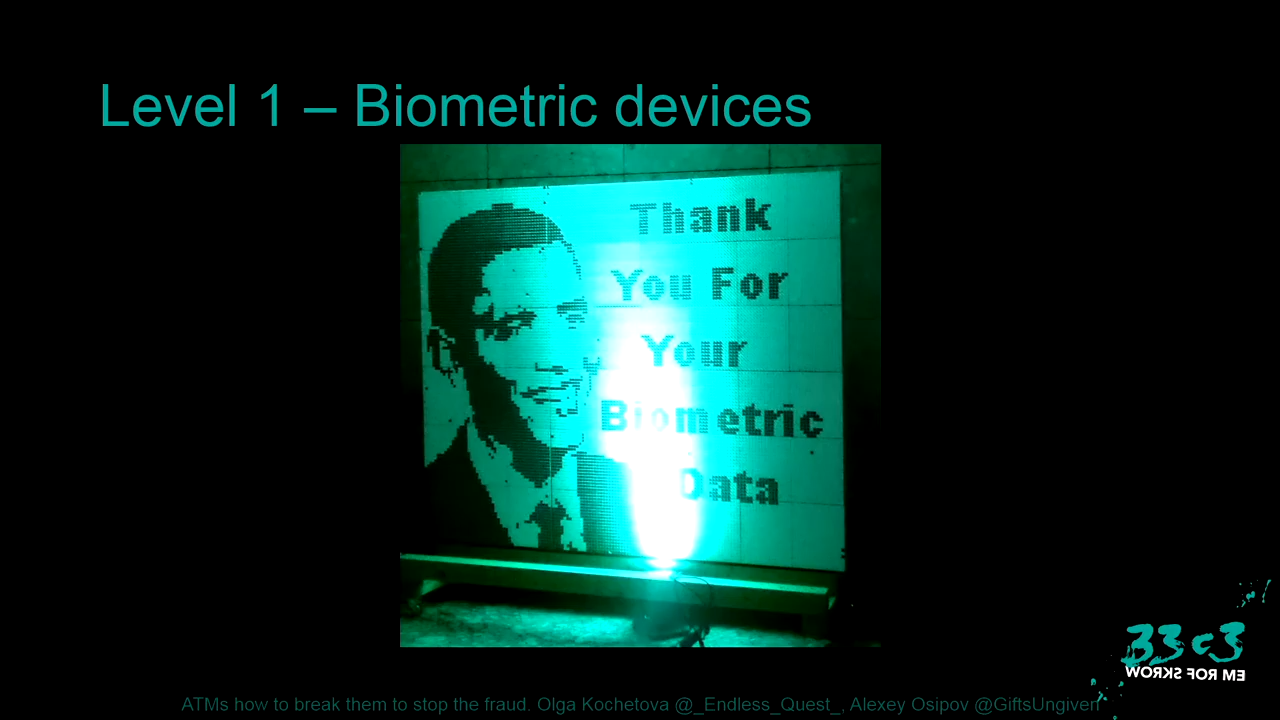 Level 1 – Biometric devices
Thank
You For
Your
Biometric
Data
33c3
WORKS FOR ME
ATMs how to break them to stop the fraud. Olga Kochetova @_Endless_Quest_, Alexey Osipov @GiftsUngiven